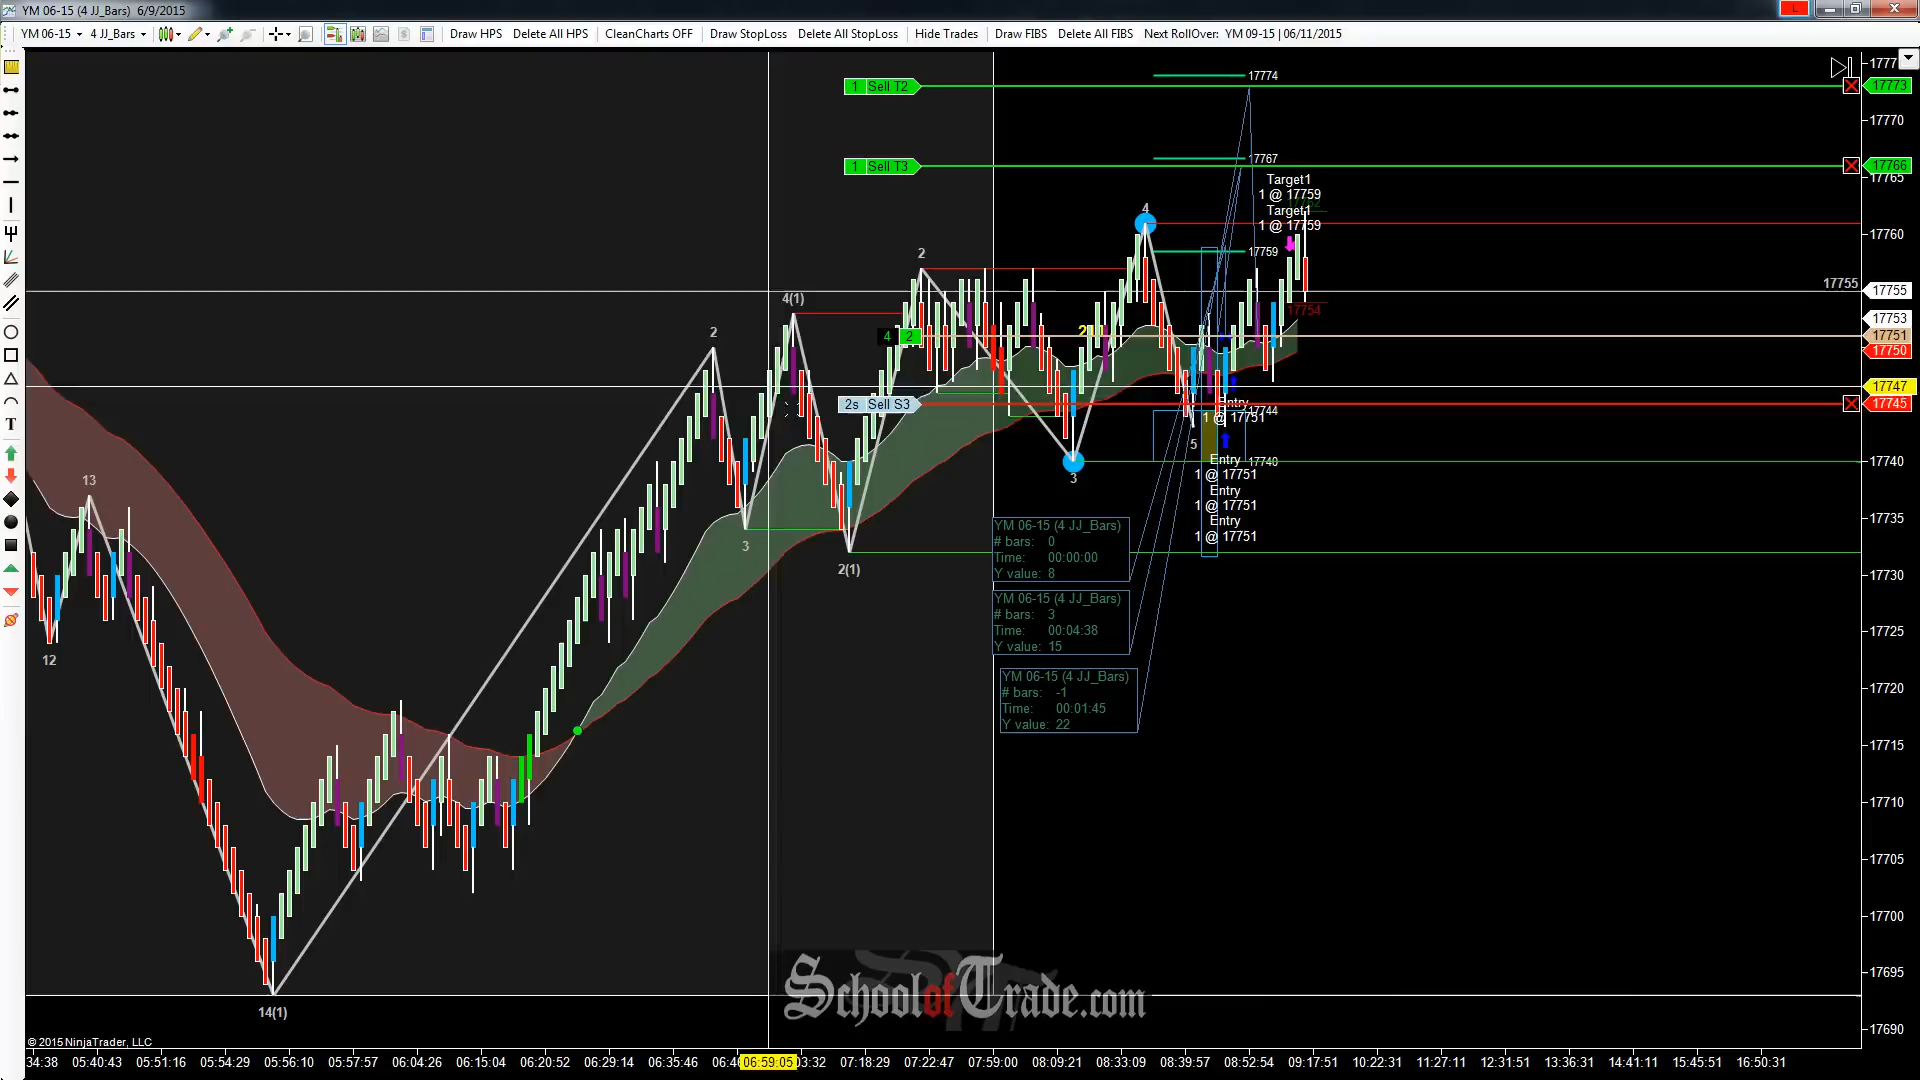 YM 06-15 (4 JJ_Bars) 6/9/2015
YM 06-15
4 JJ_Bars
Draw HPS
Delete All HPS
CleanCharts OFF
Draw StopLoss
Delete All StopLoss
Hide Trades
Draw FIBS
Delete All FIBS
Next RollOver: YM 09-15 | 06/11/2015
T
17774
1 Sell T2
17773
17770
17767
1 Sell T3
17766
17765
Target1
1 @ 17759
Target1
1 @ 17759
4
17760
17759
2
17755
17755
4(1)
17754
17753
2
4 2
17751
17750
17747
2s Sell S3
17745
Entry
17744
1 @ 17751
5
17740
17740
3
Entry
1 @ 17751
Entry
1 @ 17751
Entry
1 @ 17751
13
12
3
2(1)
17735
17730
17725
17720
17715
17710
17705
17700
17695
17690
YM 06-15 (4 JJ_Bars)
# bars: 0
Time: 00:00:00
Y value: 8
YM 06-15 (4 JJ_Bars)
# bars: 3
Time: 00:04:38
Y value: 15
YM 06-15 (4 JJ_Bars)
# bars: -1
Time: 00:01:45
Y value: 22
14(1)
SchoolofTrade.com
© 2015 NinjaTrader, LLC
34:38 05:40:43 05:51:16 05:54:29 05:56:10 05:57:57 06:04:26 06:15:04 06:20:52 06:29:14 06:35:46 06:59:05 07:18:29 07:22:47 07:59:00 08:09:21 08:33:09 08:39:57 08:52:54 09:17:51 10:22:31 11:27:11 12:31:51 13:36:31 14:41:11 15:45:51 16:50:31